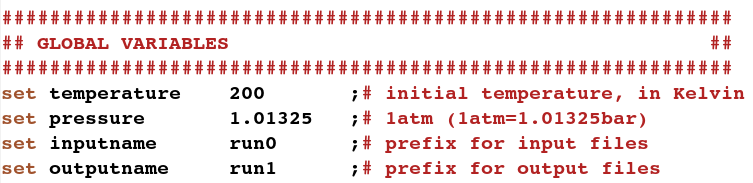 #############################################################
## GLOBAL VARIABLES                                        ##
#############################################################
set temperature    200       ;# initial temperature, in Kelvin
set pressure       1.01325   ;# 1atm (1atm=1.01325bar)
set inputname      run0      ;# prefix for input files
set outputname     run1      ;# prefix for output files